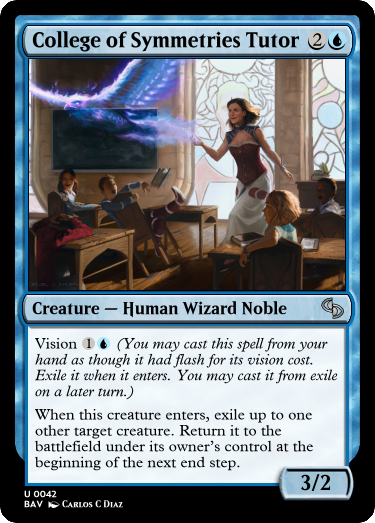 College of Symmetries Tutor 2
Creature — Human Wizard Noble
Vision 1 (You may cast this spell from your
hand as though it had flash for its vision cost.
Exile it when it enters. You may cast it from exile
on a later turn.)
When this creature enters, exile up to one
other target creature. Return it to the
battlefield under its owner's control at the
beginning of the next end step.
3/2
U 0042
BAV Carlos C Diaz